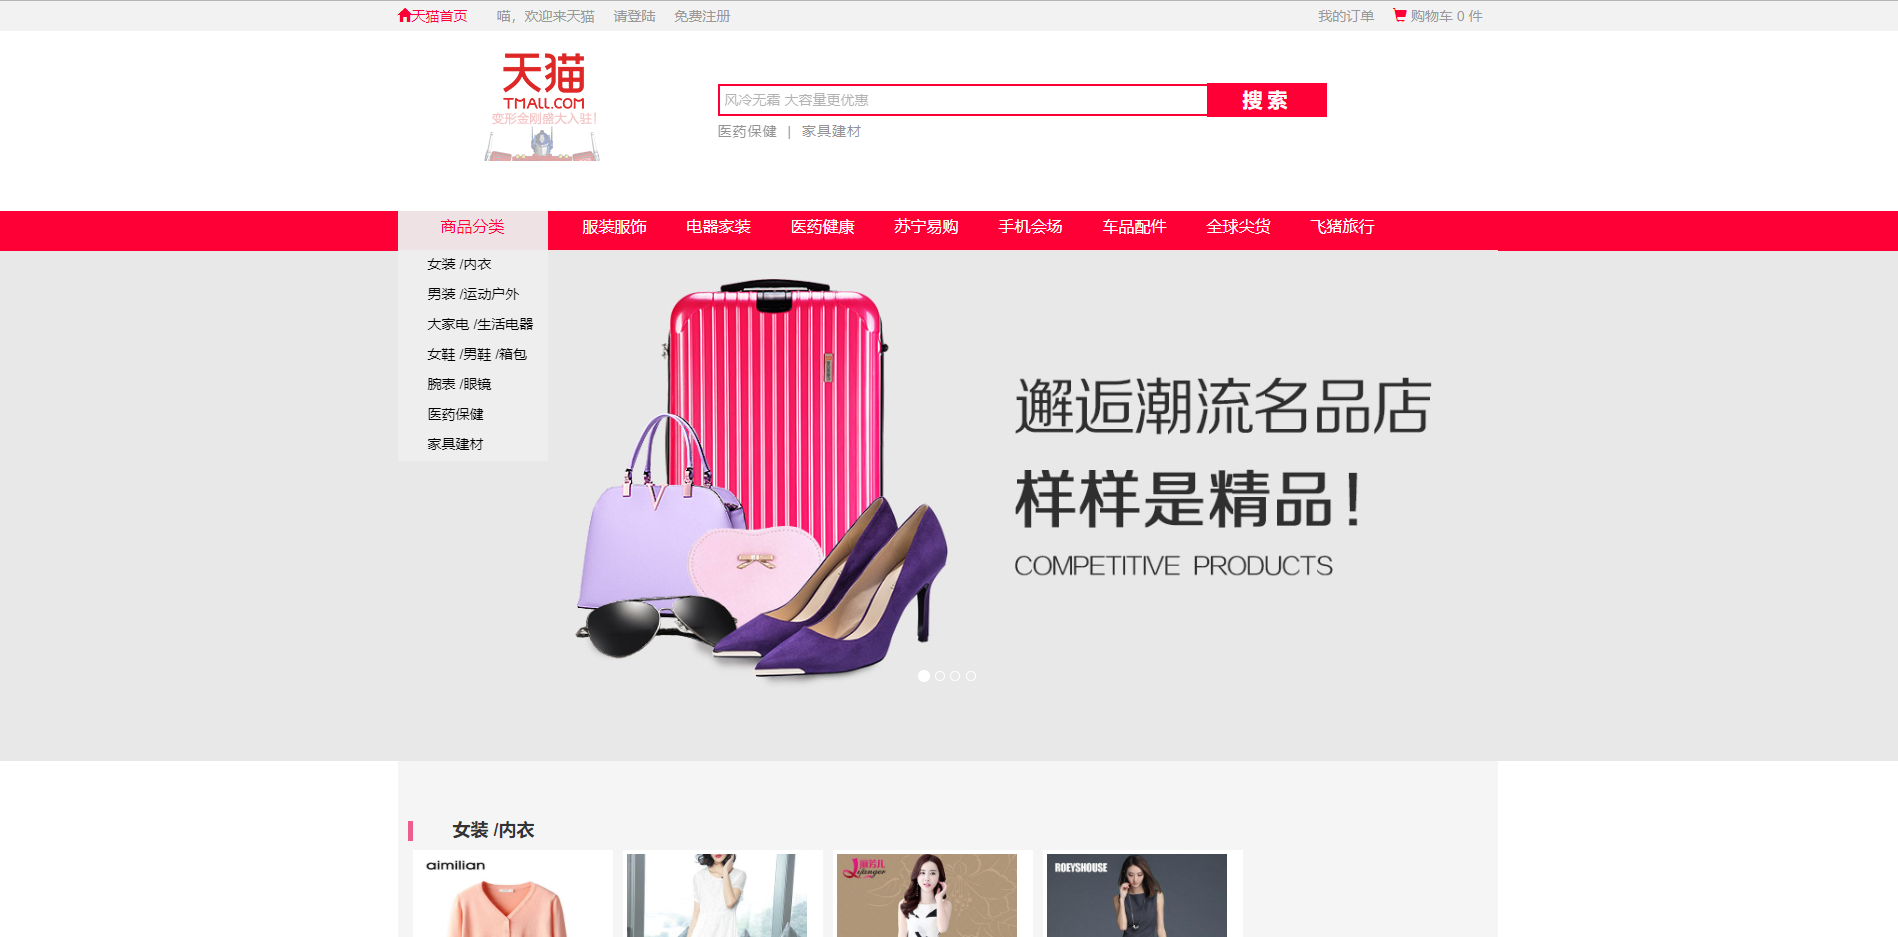 天猫首页 喵，欢迎来天猫 请登陆 免费注册 我的订单 购物车 0 件
天猫
TMALL.COM
变形金刚盛大入驻!
风冷无霜 大容量更优惠 搜 索
医药保健 | 家具建材
商品分类 服装服饰 电器家装 医药健康 苏宁易购 手机会场 车品配件 全球尖货 飞猪旅行
女装 /内衣
男装 /运动户外
大家电 /生活电器
女鞋 /男鞋 /箱包
腕表 /眼镜
医药保健
家具建材
邂逅潮流名品店
样样是精品！
COMPETITIVE PRODUCTS
女装 /内衣
aimilian
丽芳儿
ROEYSHOUSE